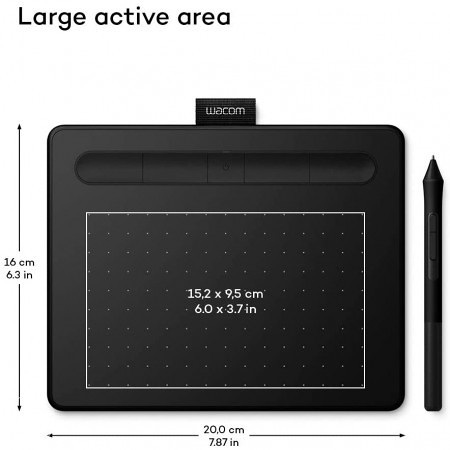 Large active area
wacom
16 cm
6.3 in
15,2 x 9,5 cm
6.0 x 3.7 in
20,0 cm
7.87 in